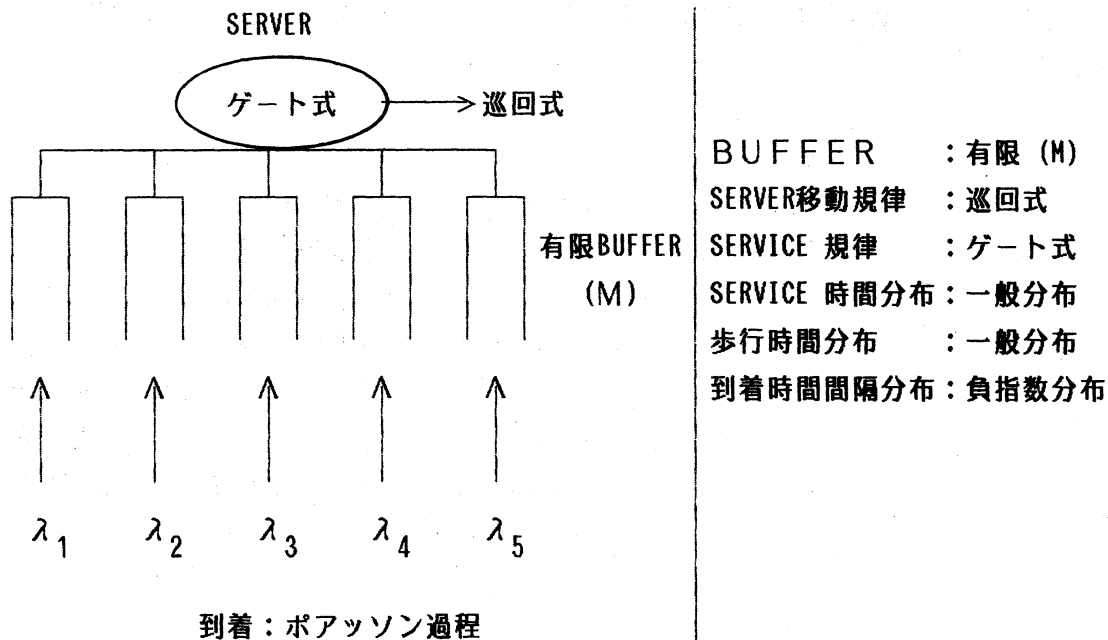 SERVER
ゲート式
巡回式
有限BUFFER
(M)
λ1
λ2
λ3
λ4
λ5
到着：ポアッソン過程
BUFFER ：有限 (M)
SERVER移動規律 ：巡回式
SERVICE 規律 ：ゲート式
SERVICE 時間分布：一般分布
歩行時間分布 ：一般分布
到着時間間隔分布：負指数分布